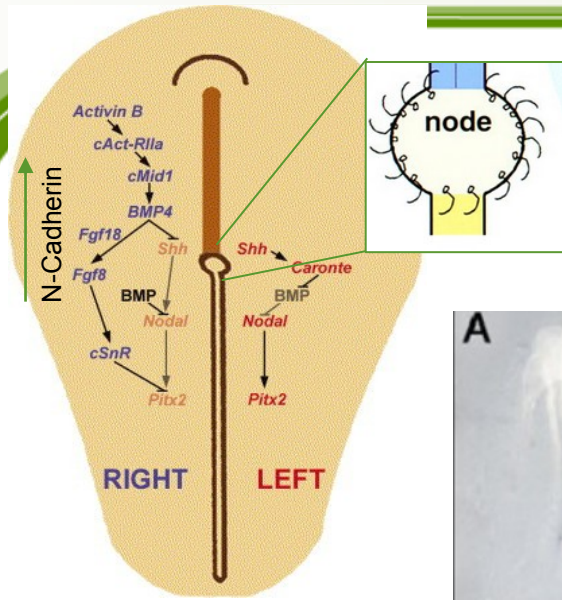 Activin B
cAct-RIIa
cMid1
BMP4
Fgf18
Shh
Fgf8
BMP
Nodal
cSnR
Pitx2
N-Cadherin
RIGHT
Shh
Caronte
BMP
Nodal
Pitx2
LEFT
node
A